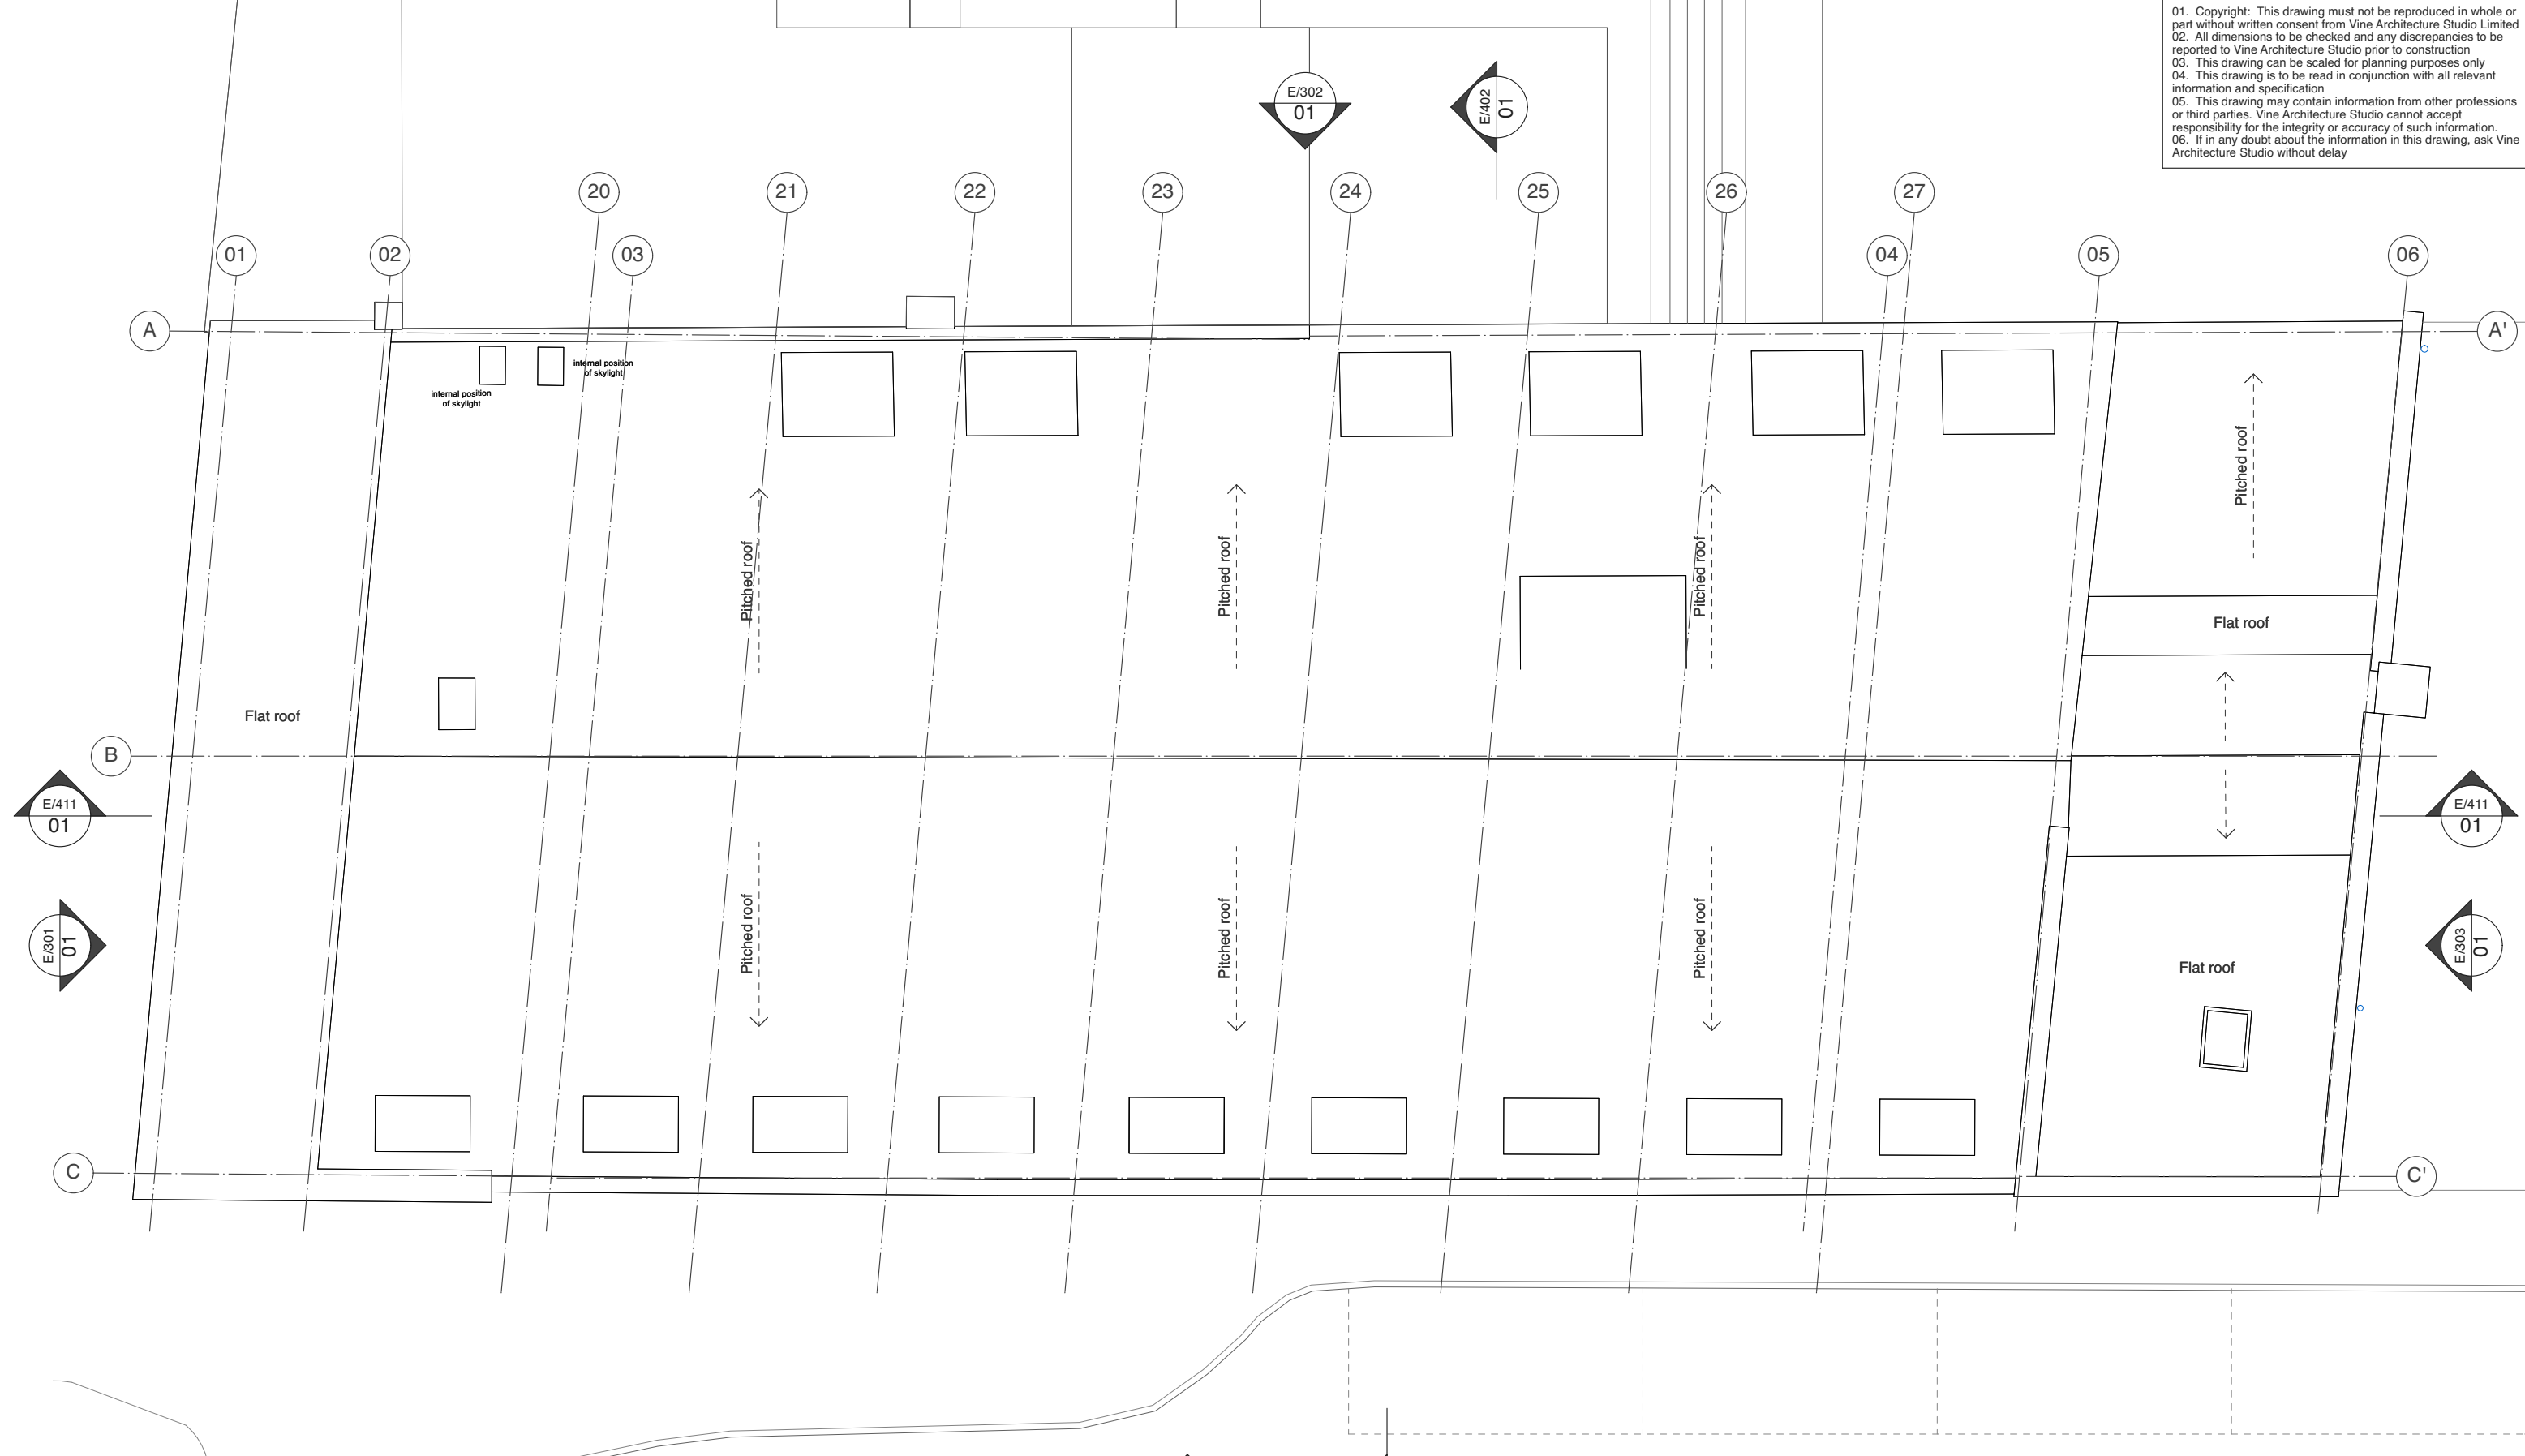 01. Copyright: This drawing must not be reproduced in whole or
part without written consent from Vine Architecture Studio Limited
02. All dimensions to be checked and any discrepancies to be
reported to Vine Architecture Studio prior to construction
03. This drawing can be scaled for planning purposes only
04. This drawing is to be read in conjunction with all relevant
information and specification
05. This drawing may contain information from other professions
or third parties. Vine Architecture Studio cannot accept
responsibility for the integrity or accuracy of such information.
06. If in any doubt about the information in this drawing, ask Vine
Architecture Studio without delay
E/302
01
E/402
01
20
21
22
23
24
25
26
27
01
02
03
04
05
06
A
A'
internal position
of skylight
internal position
of skylight
Pitched roof
Pitched roof
Pitched roof
Pitched roof
Flat roof
Flat roof
B
E/411
01
E/411
01
E/301
01
Pitched roof
Pitched roof
Pitched roof
E/303
01
Flat roof
C
C'